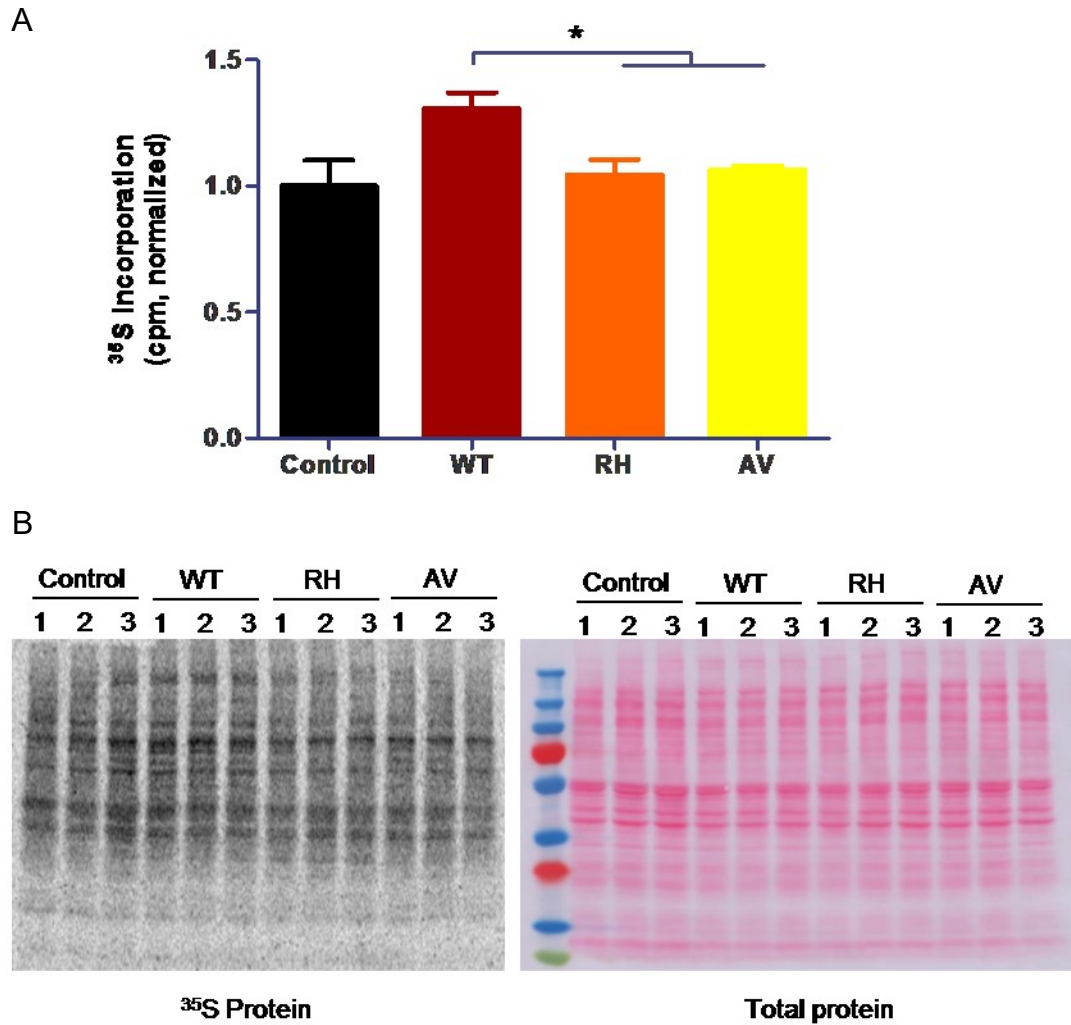 A
*
1.5
1.0
0.5
0.0
³⁵S Incorporation
(cpm, normalized)
Control WT RH AV
B
Control WT RH AV
1 2 3 1 2 3 1 2 3 1 2 3
Control WT RH AV
1 2 3 1 2 3 1 2 3 1 2 3
³⁵S Protein
Total protein